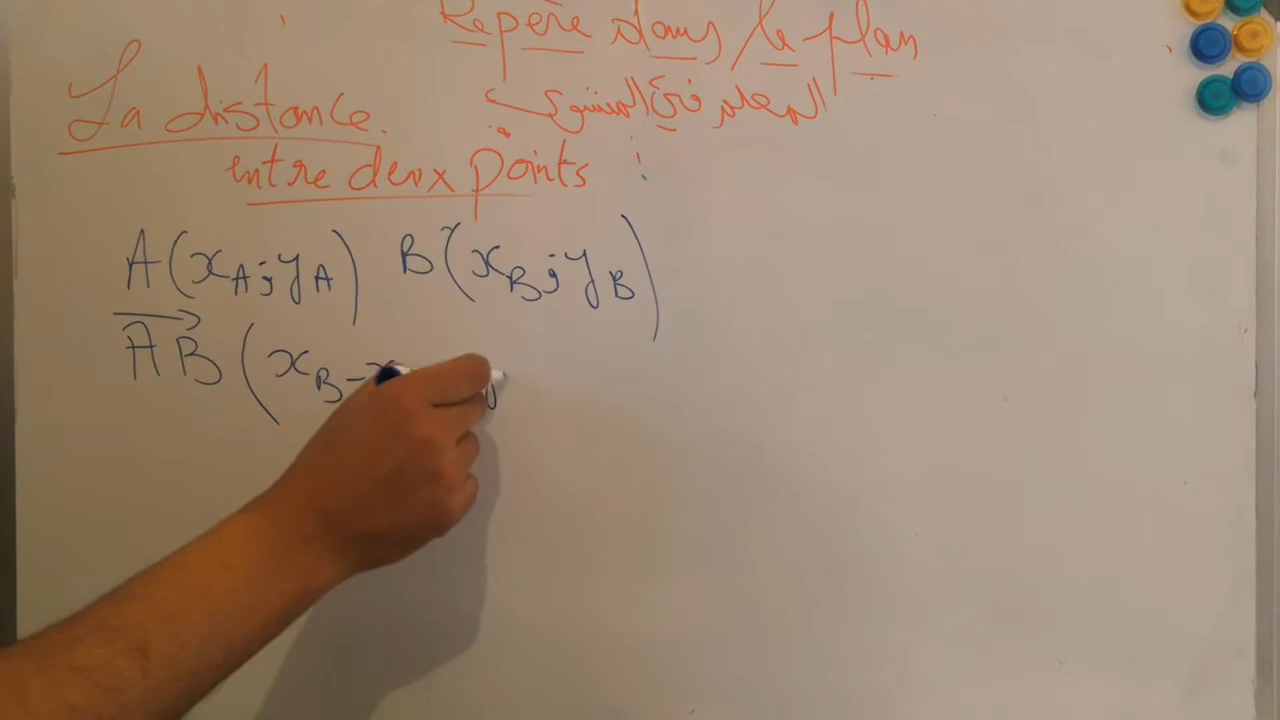 Repère dans le plan
المعلم في المستوى
La distance
entre deux points :
A(x_A ; y_A) B(x_B ; y_B)
AB(x_B - x y